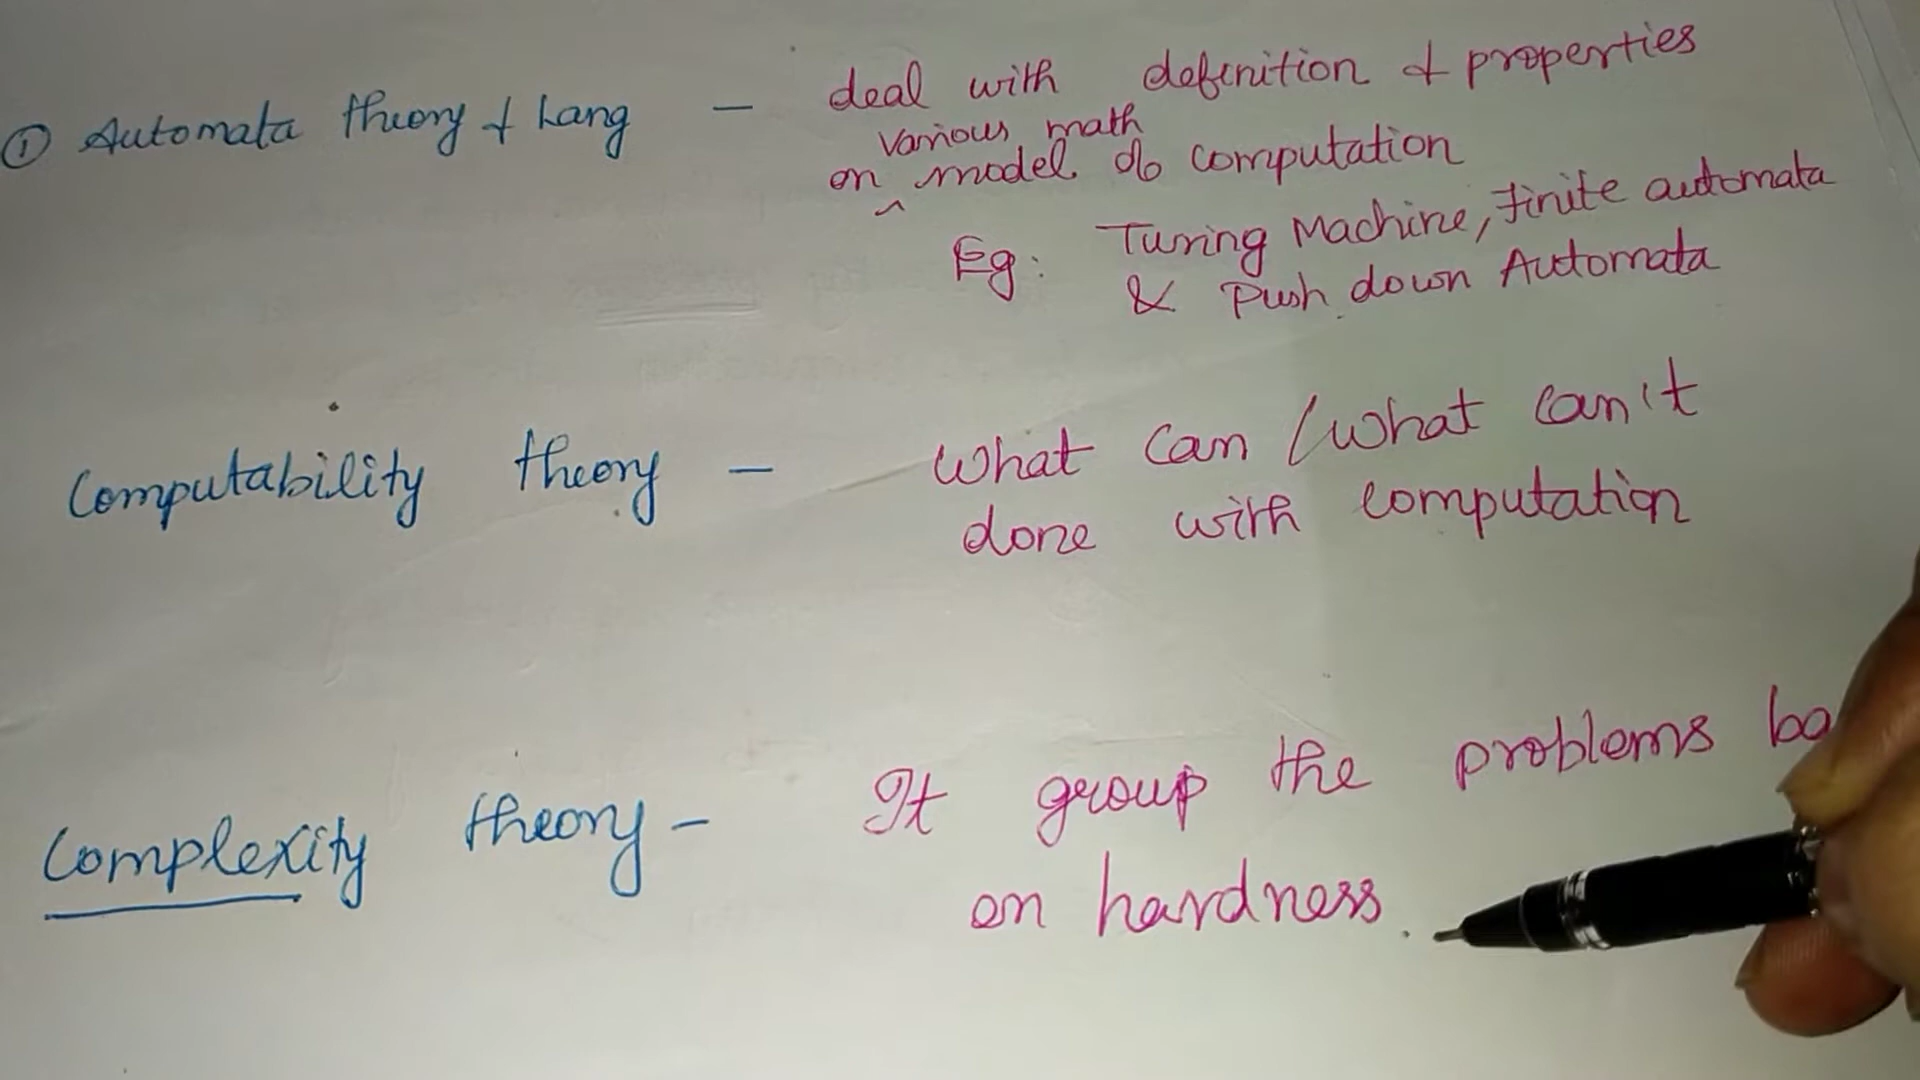 ① Automata theory & Lang - deal with definition & properties
various math
on ^ model of computation
Eg: Turing Machine, finite automata
& Push down Automata
Computability theory - What can / what can't
done with computation
Complexity theory - It group the problems ba
on hardness.